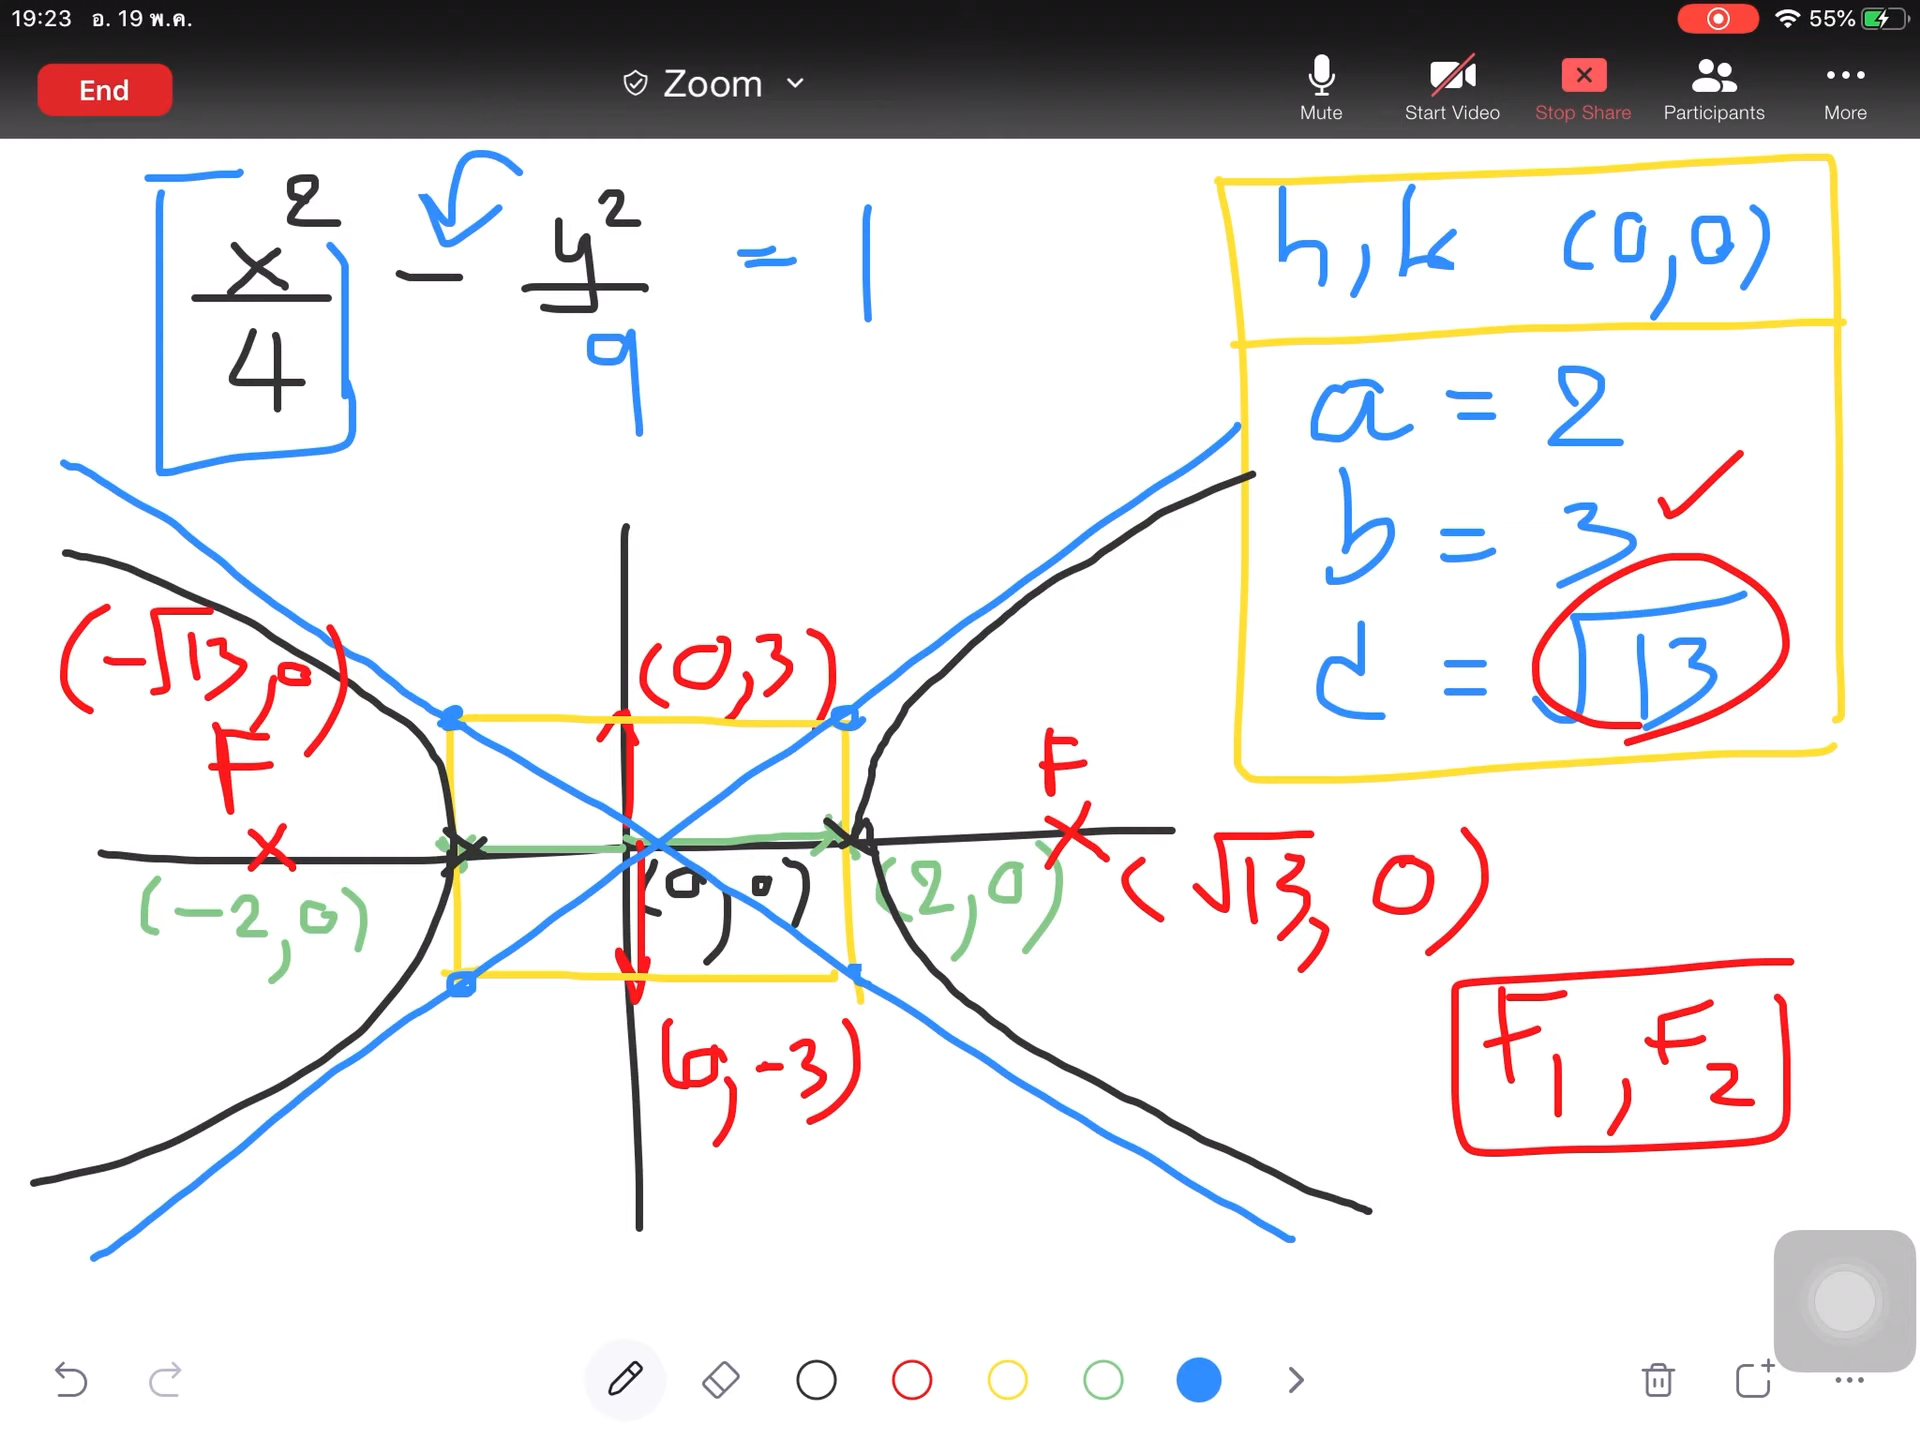 19:23 อ. 19 พ.ค. 55%
End Zoom Mute Start Video Stop Share Participants More
x²/4 - y²/9 = 1
h,k (0,0)
a = 2
b = 3
c = √13
(-√13,0)
(0,3)
F
F
(0,0)
(-2,0)
(2,0)
(√13,0)
(0,-3)
F1,F2